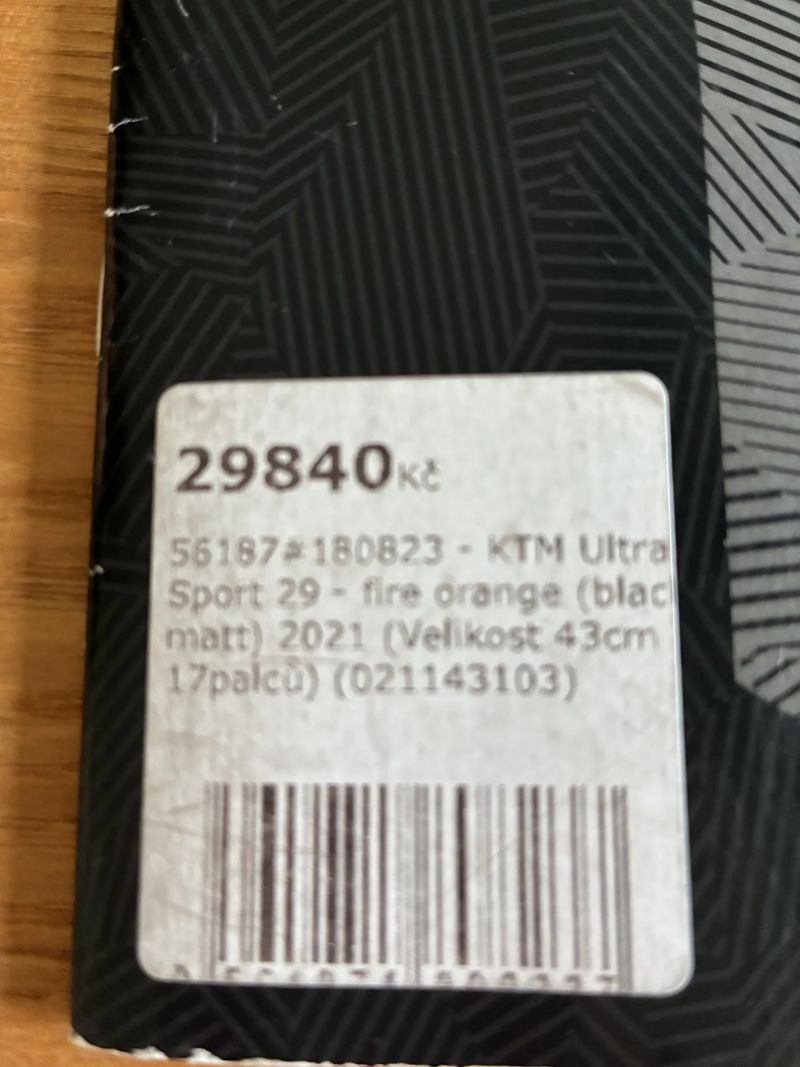 29840Kč
56187#180823 - KTM Ultra
Sport 29 - fire orange (blac
matt) 2021 (Velikost 43cm
17palců) (021143103)